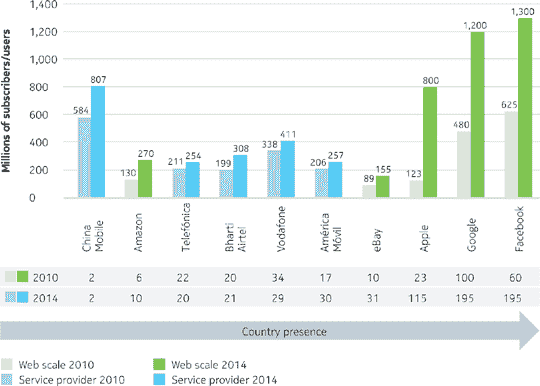 Millions of subscribers/users
1,400
1,200
1,000
800
600
400
200
0
584
807
130
270
211
254
199
308
338
411
206
257
89
155
123
800
480
1,200
625
1,300
China Mobile
Amazon
Telefónica
Bharti Airtel
Vodafone
América Móvil
eBay
Apple
Google
Facebook
2010 2 6 22 20 34 17 10 23 100 60
2014 2 10 20 21 29 30 31 115 195 195
Country presence
Web scale 2010
Web scale 2014
Service provider 2010
Service provider 2014